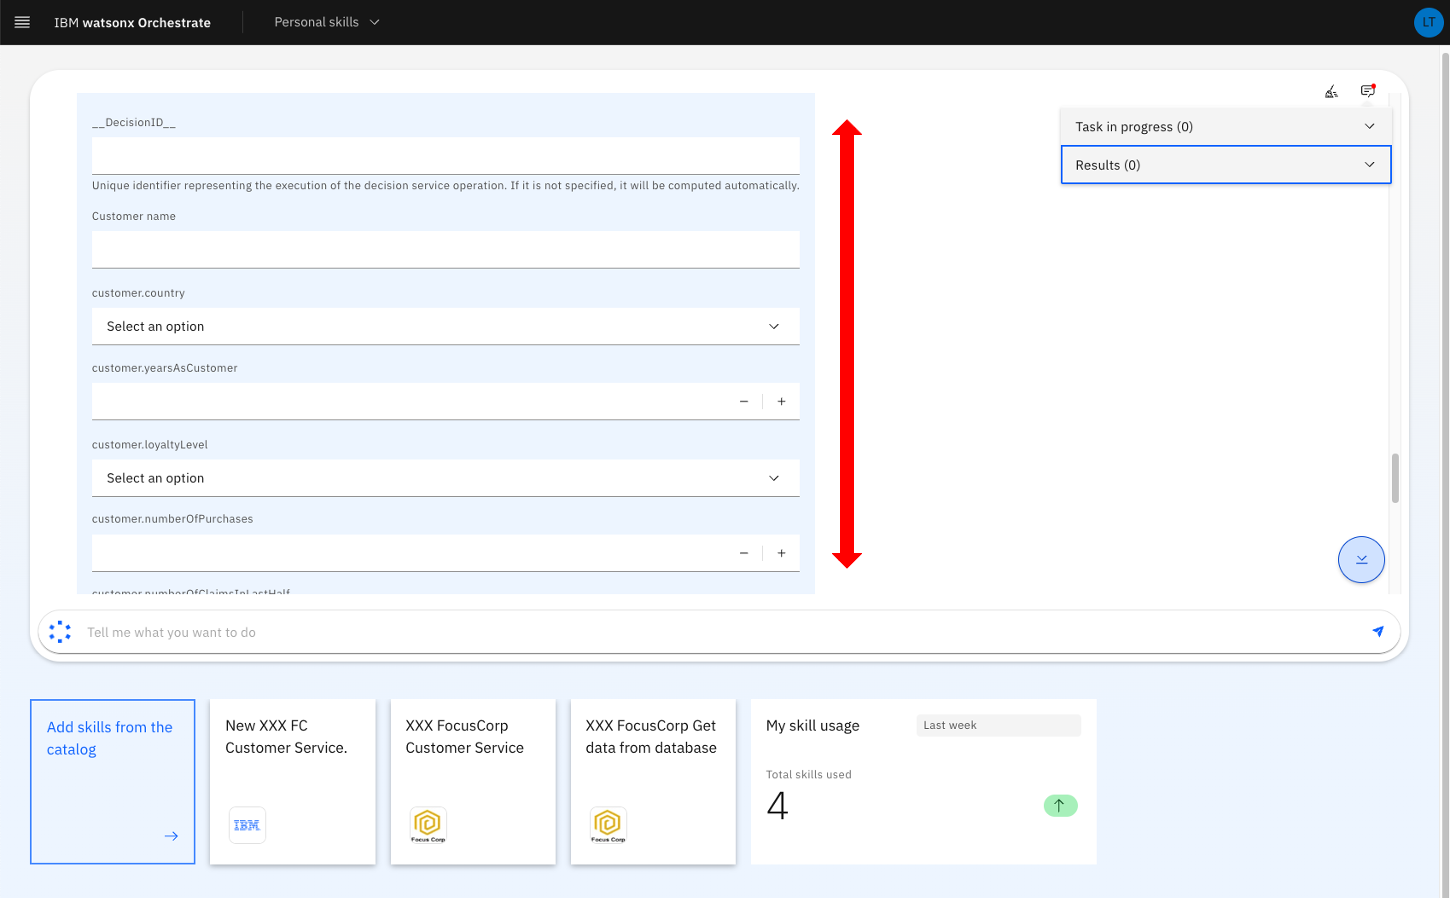 IBM watsonx Orchestrate
Personal skills
LT
__DecisionID__
Unique identifier representing the execution of the decision service operation. If it is not specified, it will be computed automatically.
Customer name
customer.country
Select an option
customer.yearsAsCustomer
customer.loyaltyLevel
Select an option
customer.numberOfPurchases
customer.numberOfClaimsInLastHalf
Task in progress (0)
Results (0)
Tell me what you want to do
Add skills from the
catalog
New XXX FC
Customer Service.
IBM
XXX FocusCorp
Customer Service
Focus Corp
XXX FocusCorp Get
data from database
Focus Corp
My skill usage
Last week
Total skills used
4